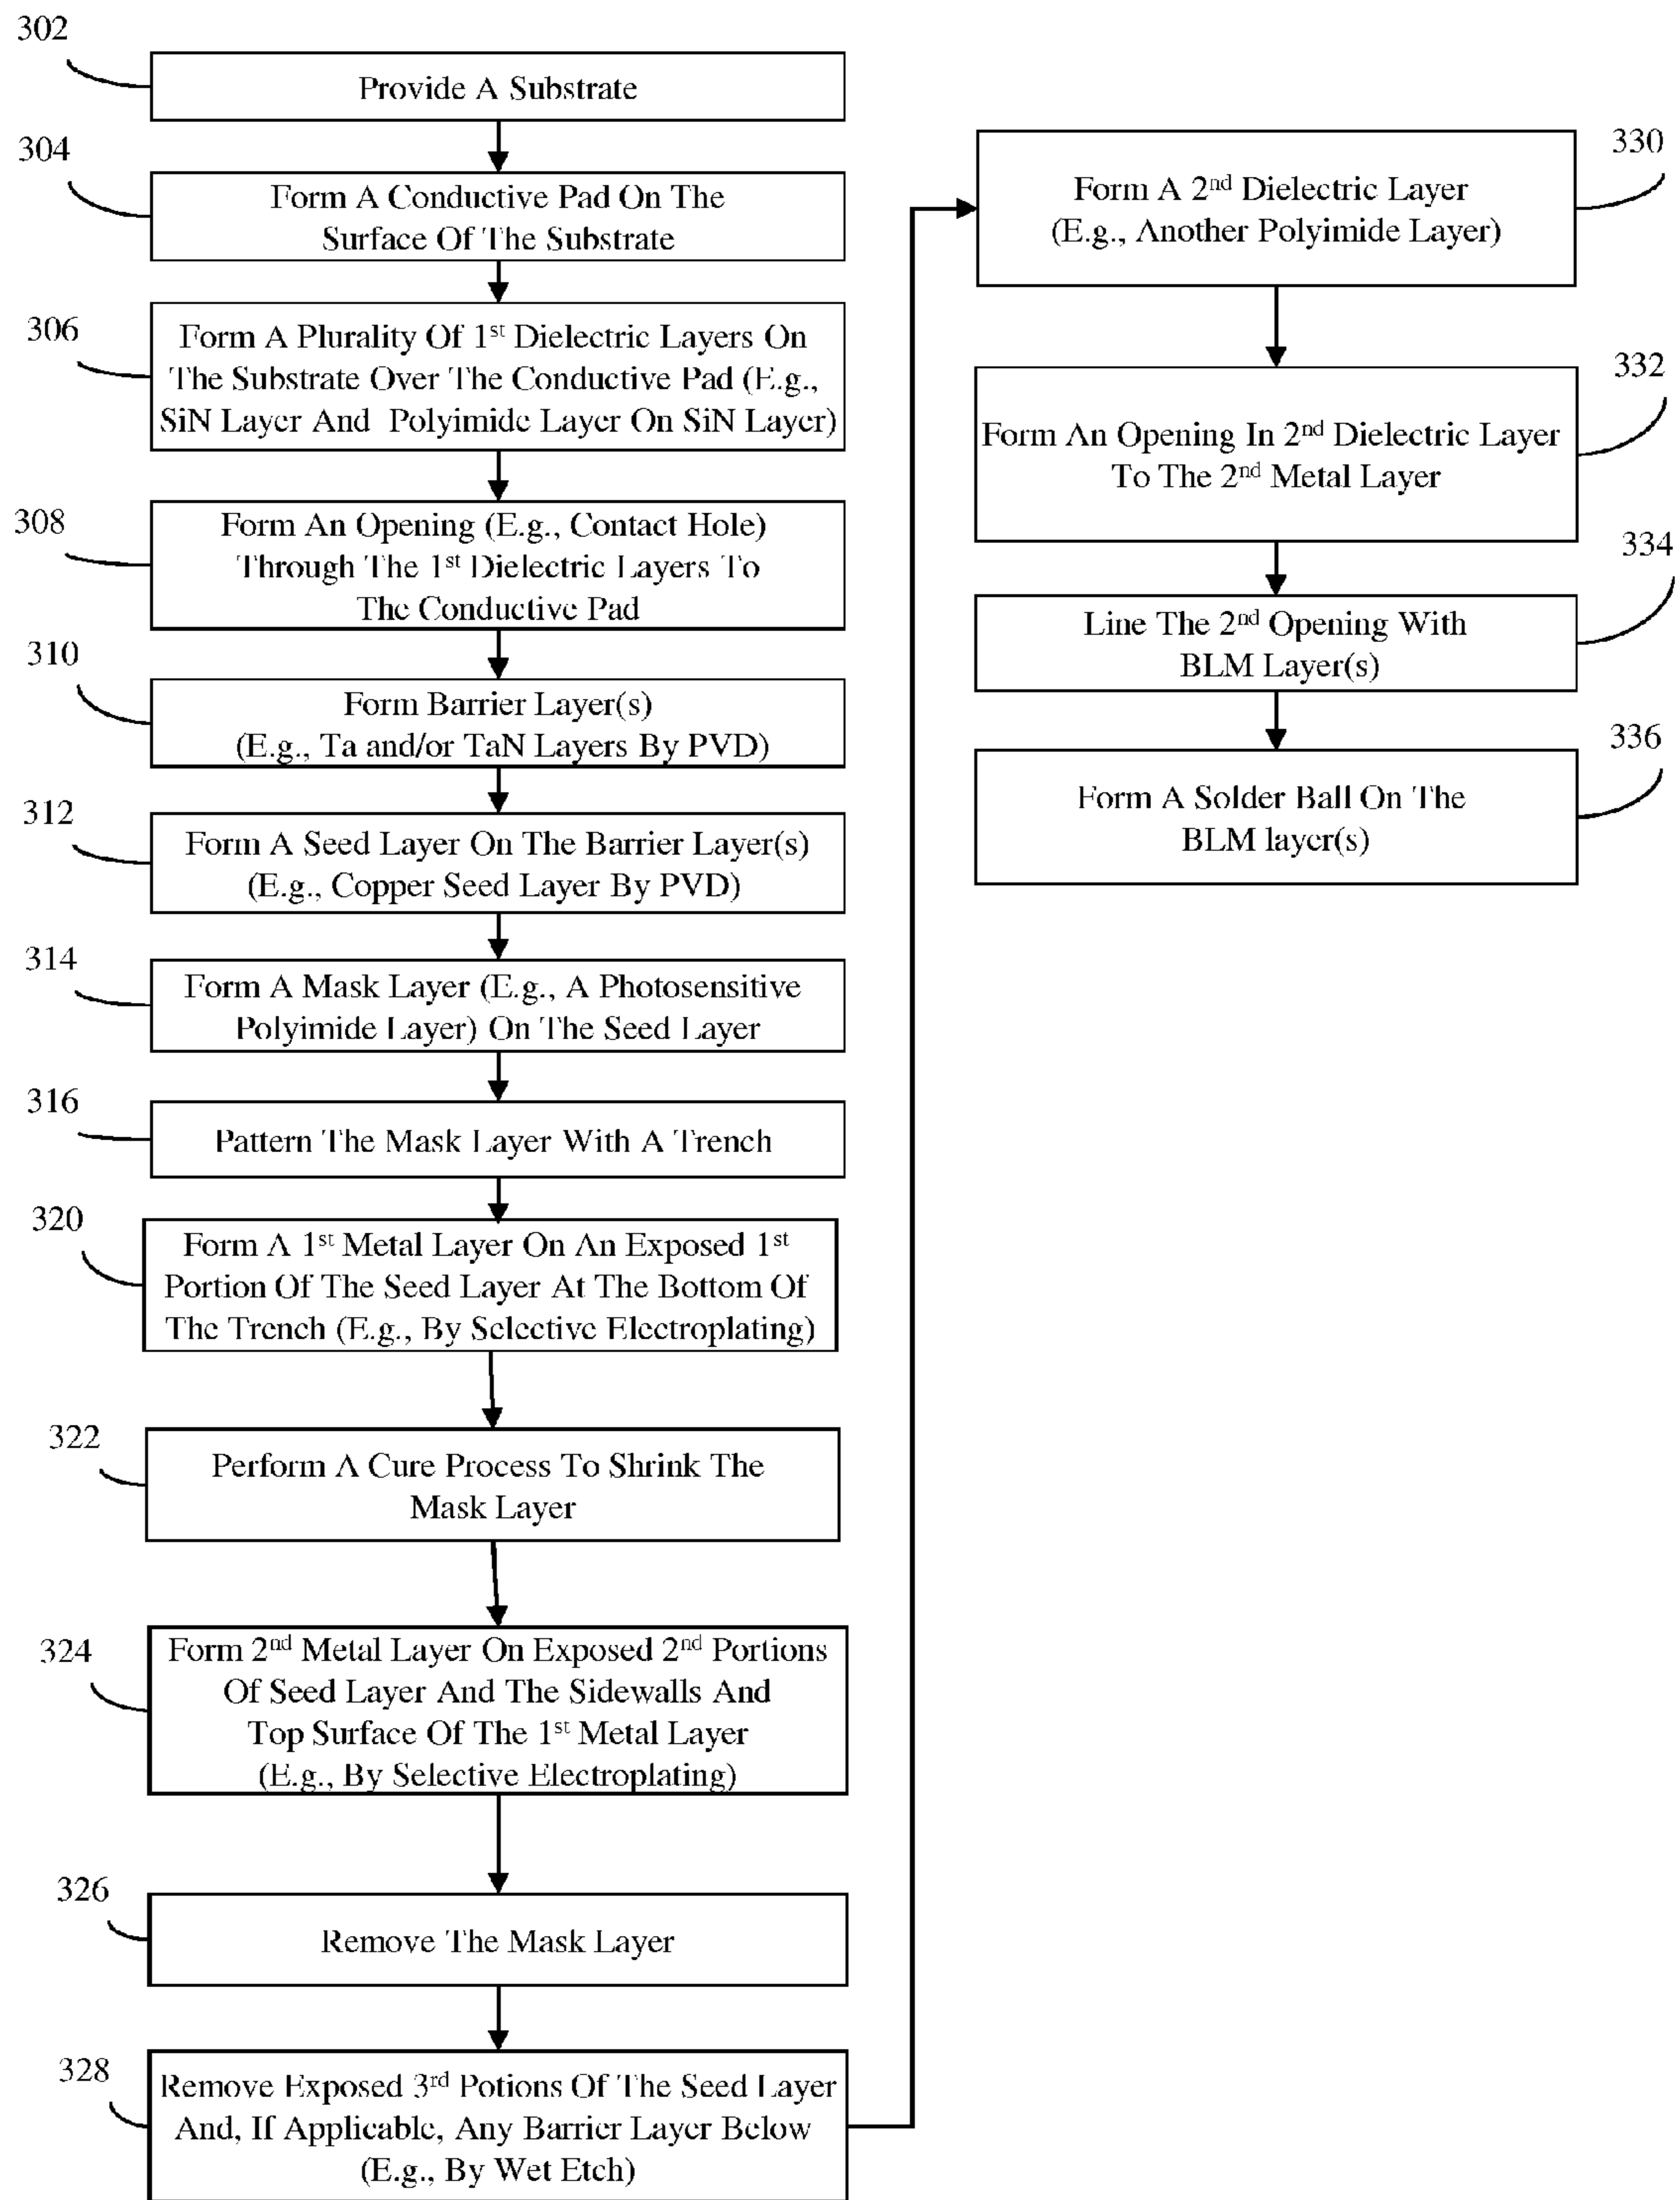 302
Provide A Substrate
304
Form A Conductive Pad On The
Surface Of The Substrate
306
Form A Plurality Of 1st Dielectric Layers On
The Substrate Over The Conductive Pad (E.g.,
SiN Layer And Polyimide Layer On SiN Layer)
308
Form An Opening (E.g., Contact Hole)
Through The 1st Dielectric Layers To
The Conductive Pad
310
Form Barrier Layer(s)
(E.g., Ta and/or TaN Layers By PVD)
312
Form A Seed Layer On The Barrier Layer(s)
(E.g., Copper Seed Layer By PVD)
314
Form A Mask Layer (E.g., A Photosensitive
Polyimide Layer) On The Seed Layer
316
Pattern The Mask Layer With A Trench
320
Form A 1st Metal Layer On An Exposed 1st
Portion Of The Seed Layer At The Bottom Of
The Trench (E.g., By Selective Electroplating)
322
Perform A Cure Process To Shrink The
Mask Layer
324
Form 2nd Metal Layer On Exposed 2nd Portions
Of Seed Layer And The Sidewalls And
Top Surface Of The 1st Metal Layer
(E.g., By Selective Electroplating)
326
Remove The Mask Layer
328
Remove Exposed 3rd Potions Of The Seed Layer
And, If Applicable, Any Barrier Layer Below
(E.g., By Wet Etch)
330
Form A 2nd Dielectric Layer
(E.g., Another Polyimide Layer)
332
Form An Opening In 2nd Dielectric Layer
To The 2nd Metal Layer
334
Line The 2nd Opening With
BLM Layer(s)
336
Form A Solder Ball On The
BLM layer(s)